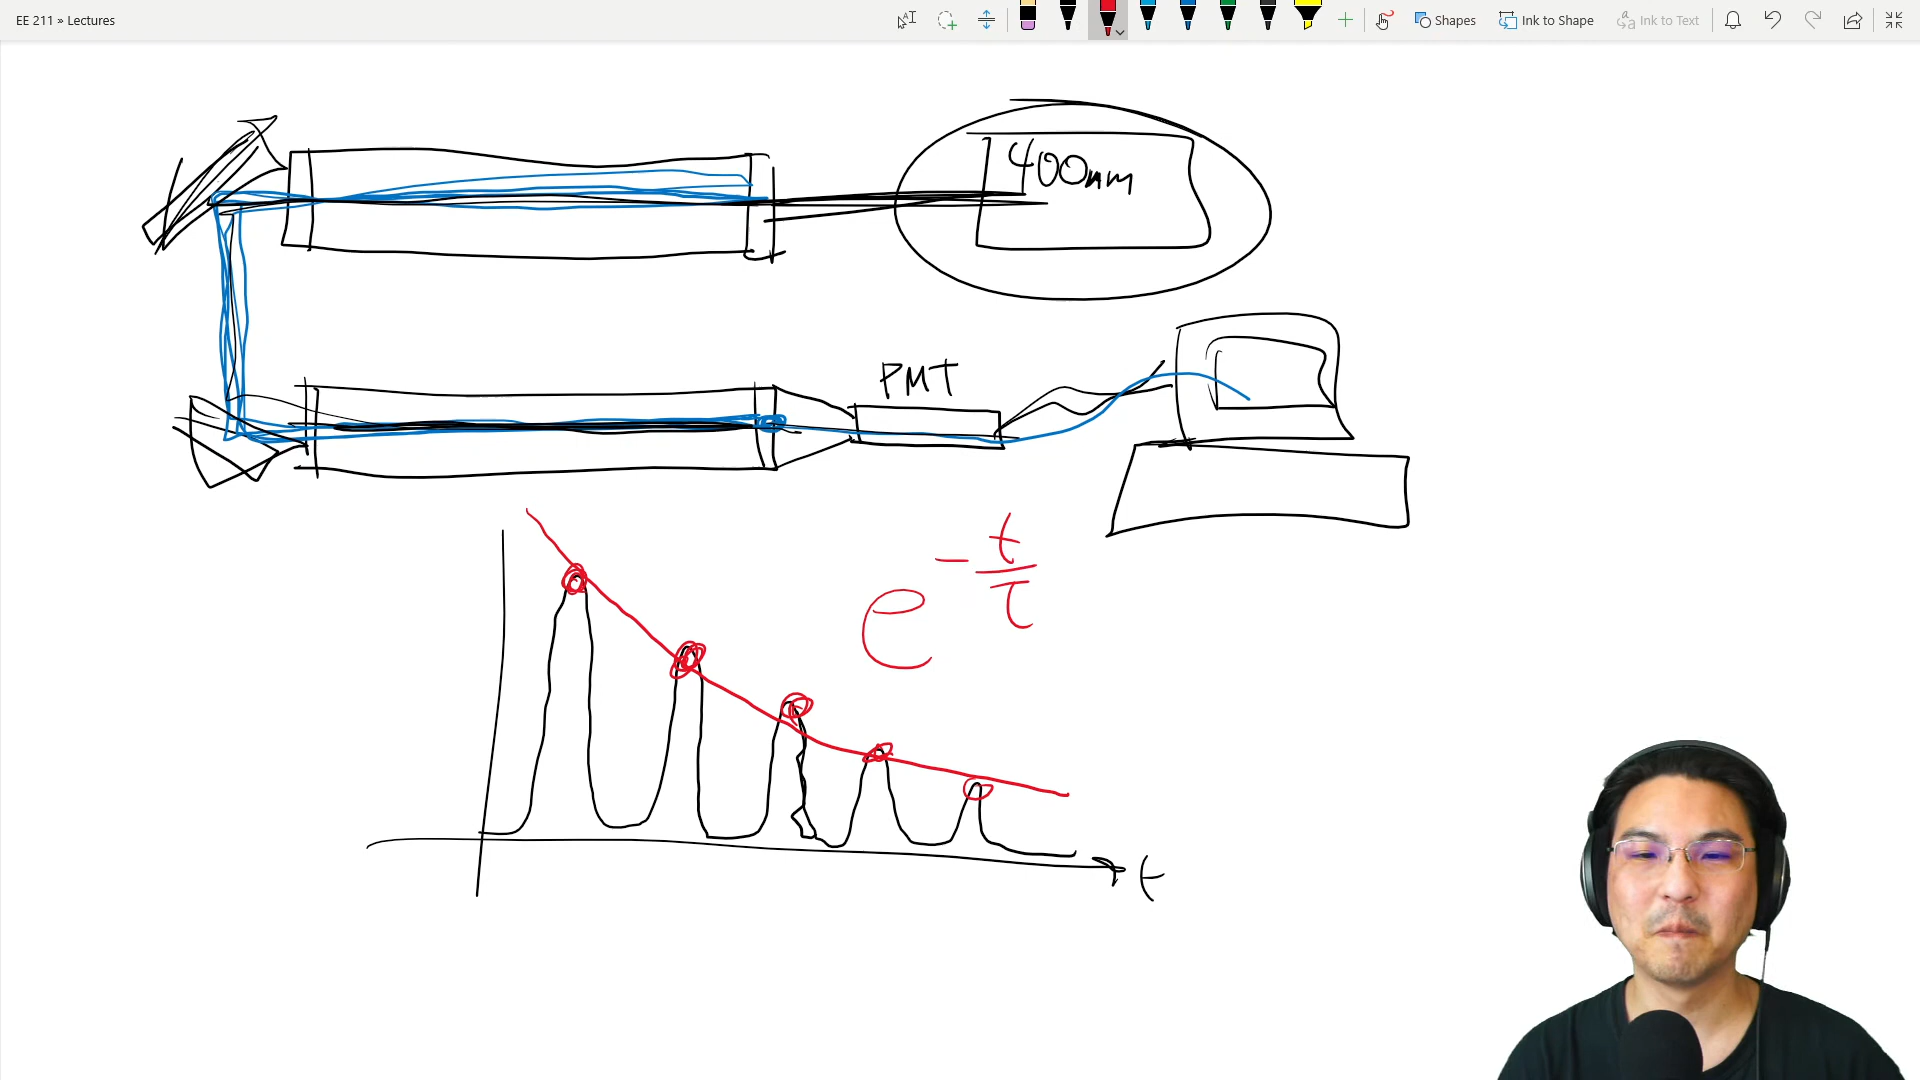 EE 211 » Lectures
Shapes
Ink to Shape
Ink to Text
400nm
PMT
e^-t/τ
t